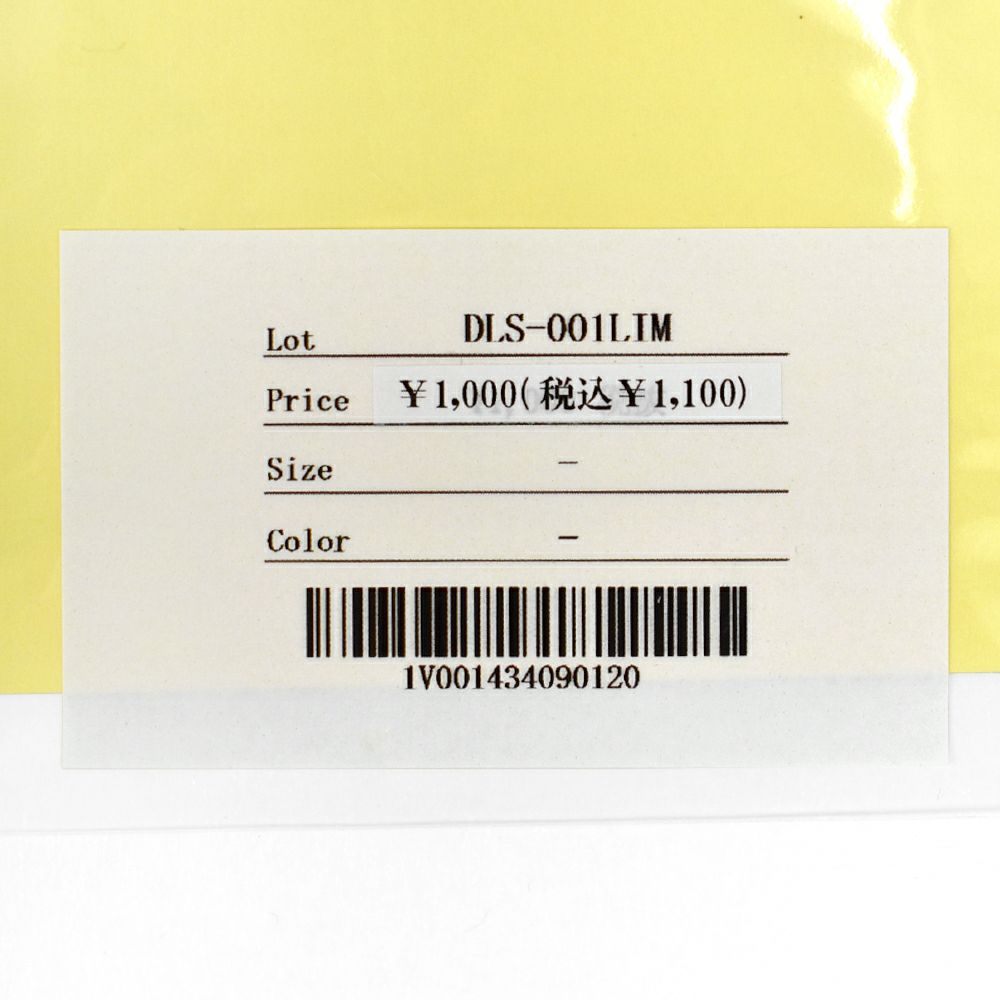 Lot DLS-001LIM
Price ￥1,000(税込￥1,100)
Size －
Color －
1V001434090120